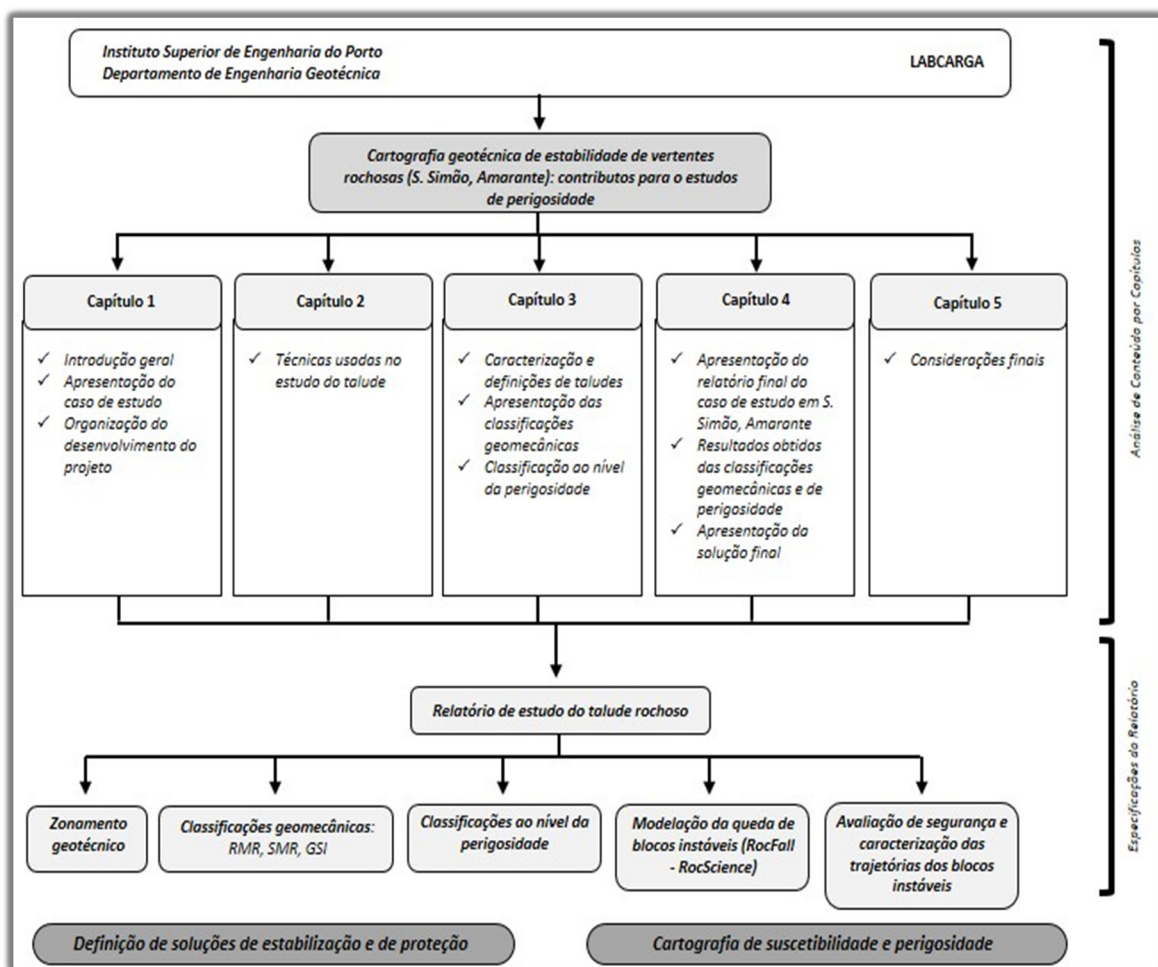 Instituto Superior de Engenharia do Porto
Departamento de Engenharia Geotécnica
LABCARGA
Cartografia geotécnica de estabilidade de vertentes
rochosas (S. Simão, Amarante): contributos para o estudos
de perigosidade
Capítulo 1
✓ Introdução geral
✓ Apresentação do
caso de estudo
✓ Organização do
desenvolvimento do
projeto
Capítulo 2
✓ Técnicas usadas no
estudo do talude
Capítulo 3
✓ Caracterização e
definições de taludes
✓ Apresentação das
classificações
geomecânicas
✓ Classificação ao nível
da perigosidade
Capítulo 4
✓ Apresentação do
relatório final do
caso de estudo em S.
Simão, Amarante
✓ Resultados obtidos
das classificações
geomecânicas e de
perigosidade
✓ Apresentação da
solução final
Capítulo 5
✓ Considerações finais
Análise de Conteúdo por Capítulos
Relatório de estudo do talude rochoso
Zonamento
geotécnico
Classificações geomecânicas:
RMR, SMR, GSI
Classificações ao nível da
perigosidade
Modelação da queda de
blocos instáveis (RocFall
- RocScience)
Avaliação de segurança e
caracterização das
trajetórias dos blocos
instáveis
Especificações do Relatório
Definição de soluções de estabilização e de proteção
Cartografia de suscetibilidade e perigosidade